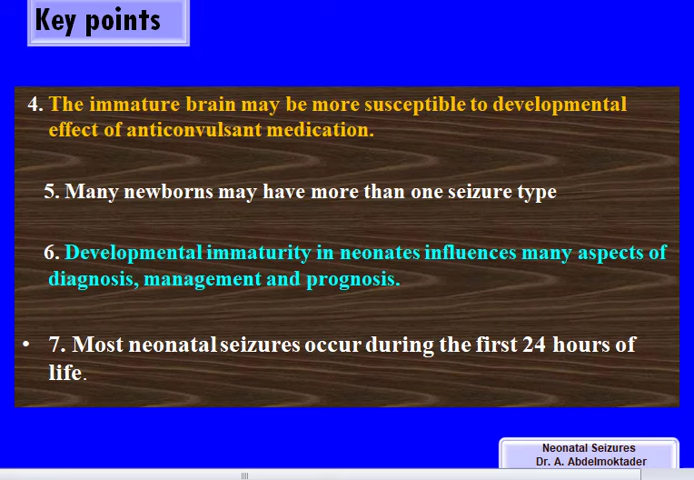 Key points
4. The immature brain may be more susceptible to developmental
effect of anticonvulsant medication.
5. Many newborns may have more than one seizure type
6. Developmental immaturity in neonates influences many aspects of
diagnosis, management and prognosis.
• 7. Most neonatal seizures occur during the first 24 hours of
life.
Neonatal Seizures
Dr. A. Abdelmoktader